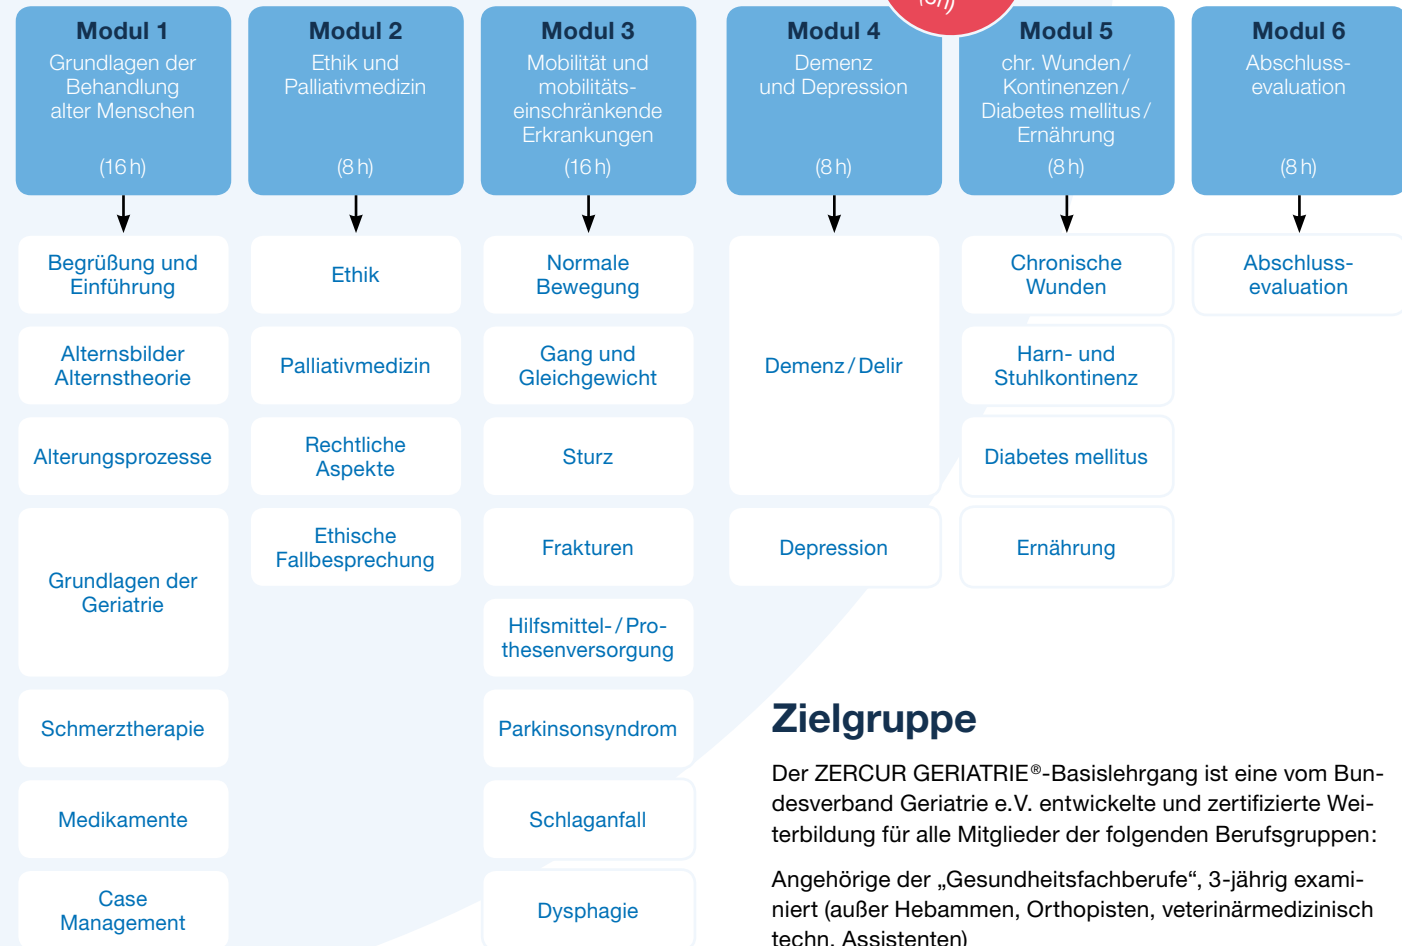 (8h)
Modul 1
Grundlagen der
Behandlung
alter Menschen
(16 h)
Modul 2
Ethik und
Palliativmedizin
(8 h)
Modul 3
Mobilität und
mobilitäts-
einschränkende
Erkrankungen
(16 h)
Modul 4
Demenz
und Depression
(8 h)
Modul 5
chr. Wunden /
Kontinenzen /
Diabetes mellitus /
Ernährung
(8 h)
Modul 6
Abschluss-
evaluation
(8 h)
Begrüßung und
Einführung
Alternsbilder
Alternstheorie
Alterungsprozesse
Grundlagen der
Geriatrie
Schmerztherapie
Medikamente
Case
Management
Ethik
Palliativmedizin
Rechtliche
Aspekte
Ethische
Fallbesprechung
Normale
Bewegung
Gang und
Gleichgewicht
Sturz
Frakturen
Hilfsmittel- / Pro-
thesenversorgung
Parkinsonsyndrom
Schlaganfall
Dysphagie
Demenz / Delir
Depression
Chronische
Wunden
Harn- und
Stuhlkontinenz
Diabetes mellitus
Ernährung
Abschluss-
evaluation
Zielgruppe
Der ZERCUR GERIATRIE®-Basislehrgang ist eine vom Bun-
desverband Geriatrie e.V. entwickelte und zertifizierte Wei-
terbildung für alle Mitglieder der folgenden Berufsgruppen:
Angehörige der „Gesundheitsfachberufe“, 3-jährig exami-
niert (außer Hebammen, Orthopisten, veterinärmedizinisch
techn. Assistenten)